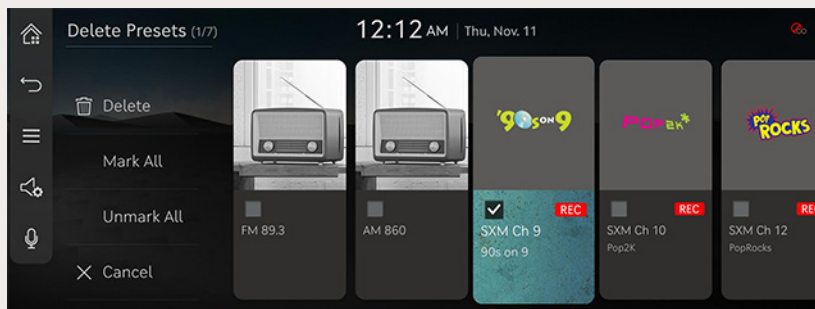 Delete Presets (1/7)
12:12 AM Thu, Nov. 11
Delete
Mark All
Unmark All
Cancel
FM 89.3
AM 860
'90s ON 9
REC
SXM Ch 9
90s on 9
POP2K
REC
SXM Ch 10
Pop2K
POP ROCKS
SXM Ch 12
PopRocks